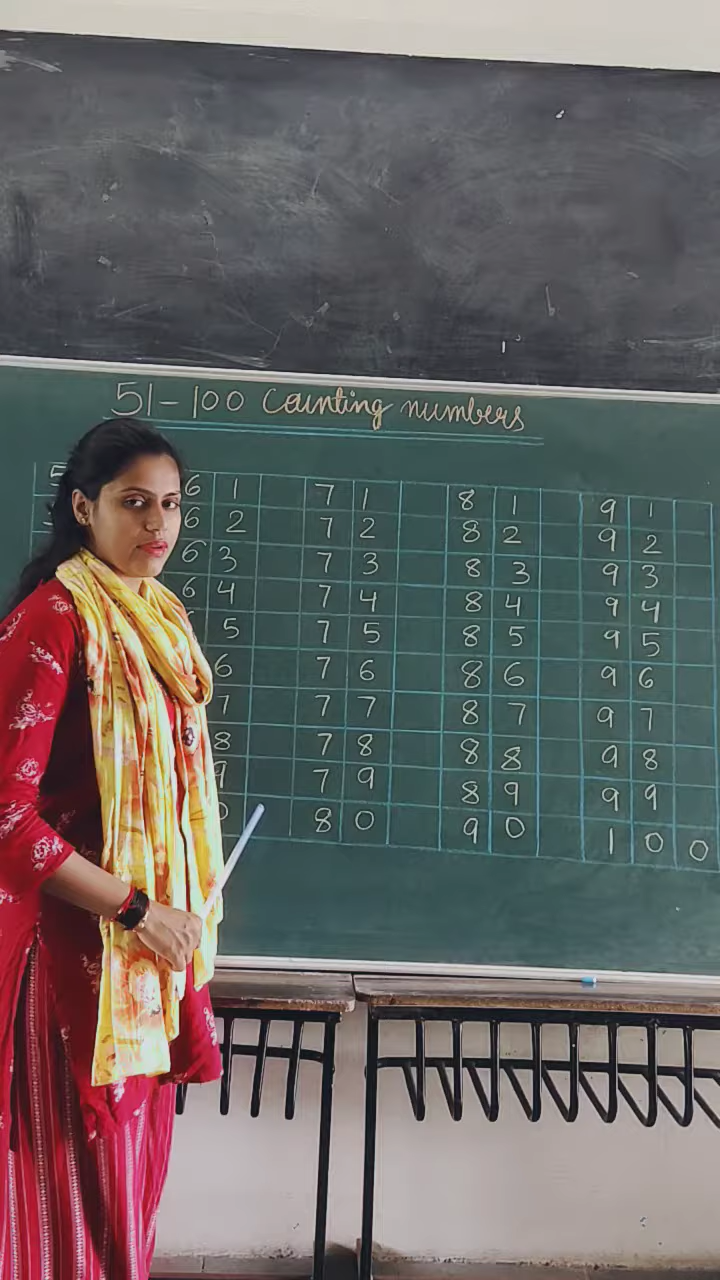 51-100 Counting numbers
5 6 1 7 1 8 1 9 1
6 2 7 2 8 2 9 2
6 3 7 3 8 3 9 3
6 4 7 4 8 4 9 4
5 7 5 8 5 9 5
6 7 6 8 6 9 6
7 7 7 8 7 9 7
8 7 8 8 8 9 8
9 7 9 8 9 9 9
0 8 0 9 0 1 0 0